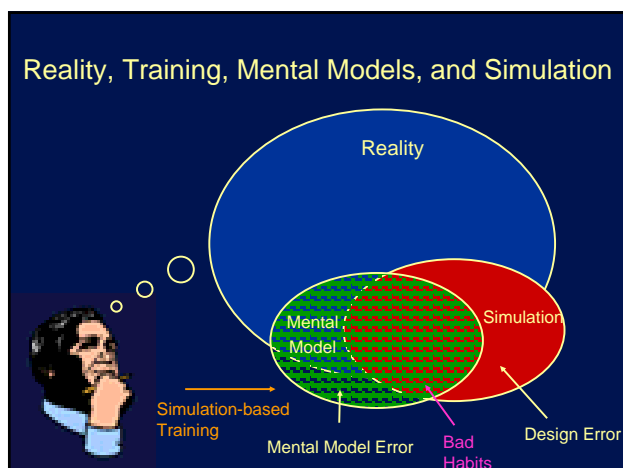 Reality, Training, Mental Models, and Simulation
Reality
Simulation
Mental
Model
Simulation-based
Training
Mental Model Error
Bad
Habits
Design Error